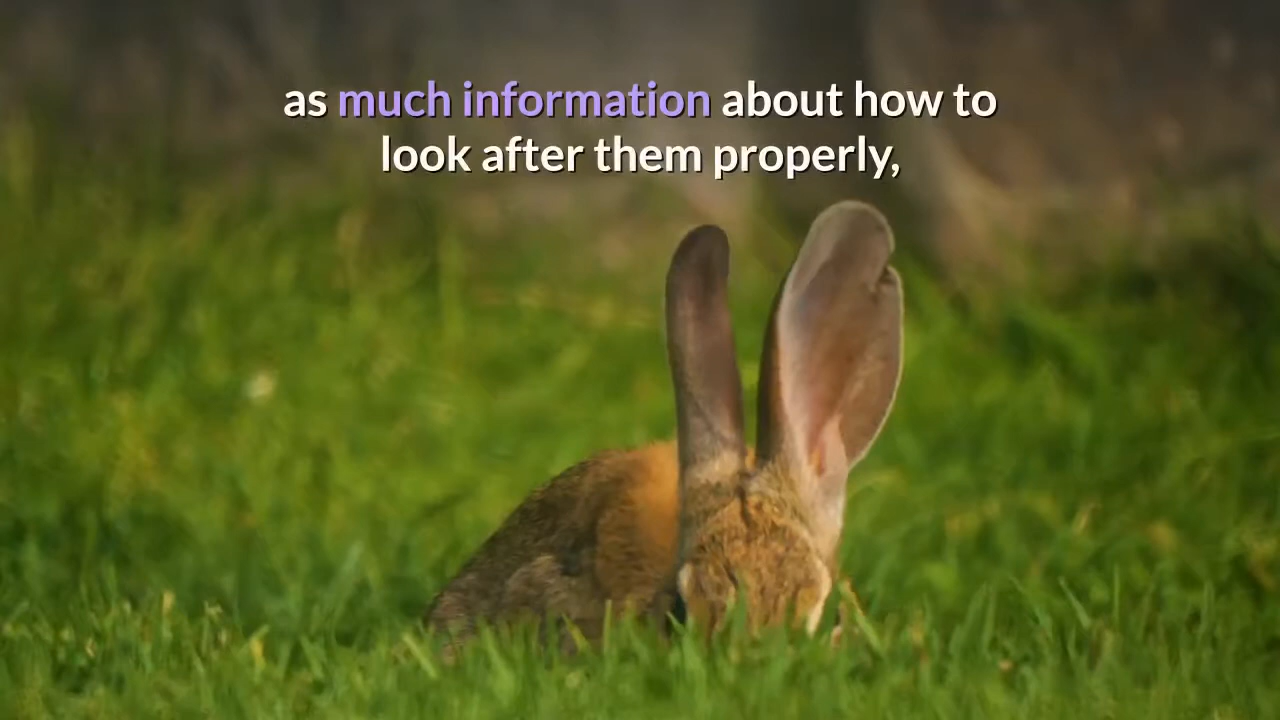 as much information about how to
look after them properly,